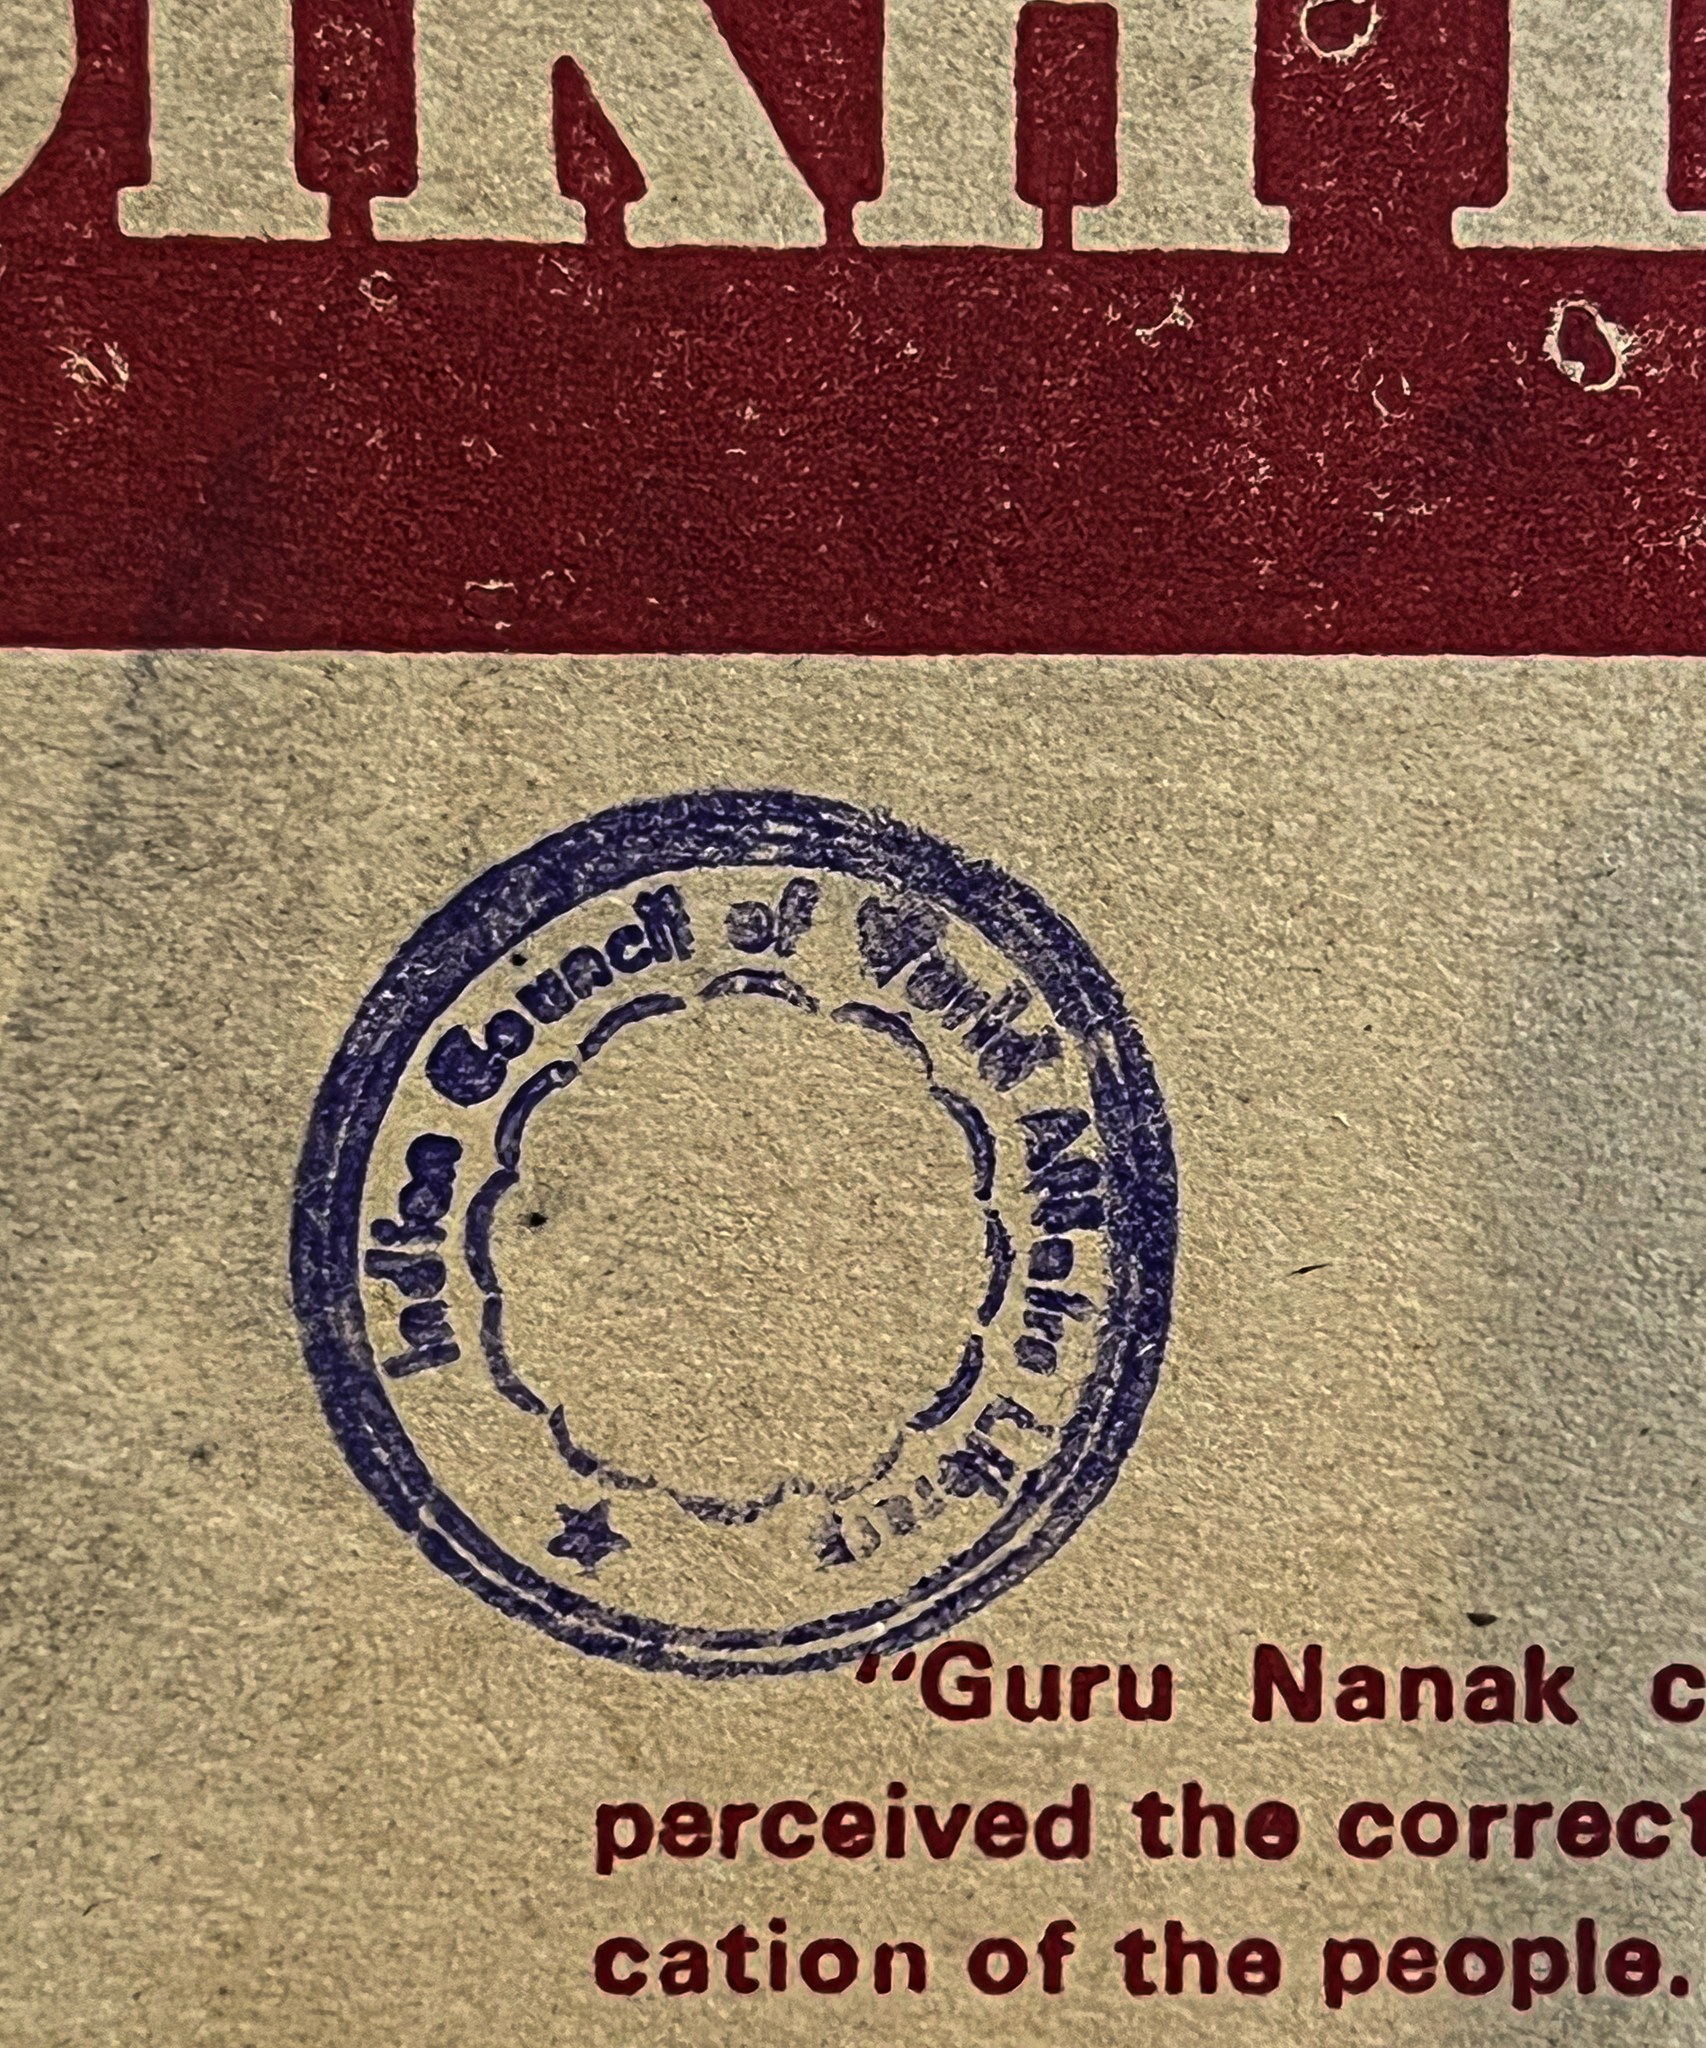 Indian Council of World Affairs Library
"Guru Nanak c
perceived the correct
cation of the people.